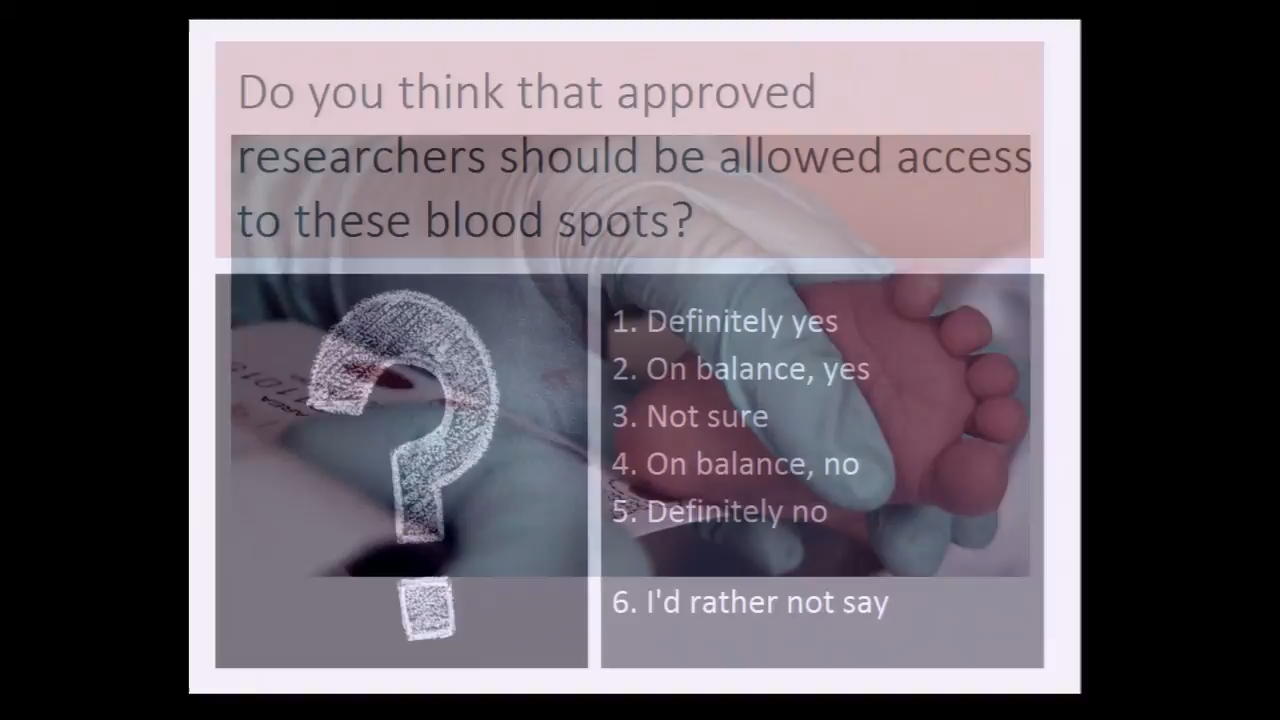 Do you think that approved
researchers should be allowed access
to these blood spots?
1. Definitely yes
2. On balance, yes
3. Not sure
4. On balance, no
5. Definitely no
6. I'd rather not say
AREA